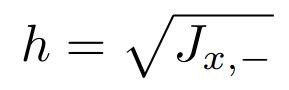 h = \sqrt{J_{x,-}}